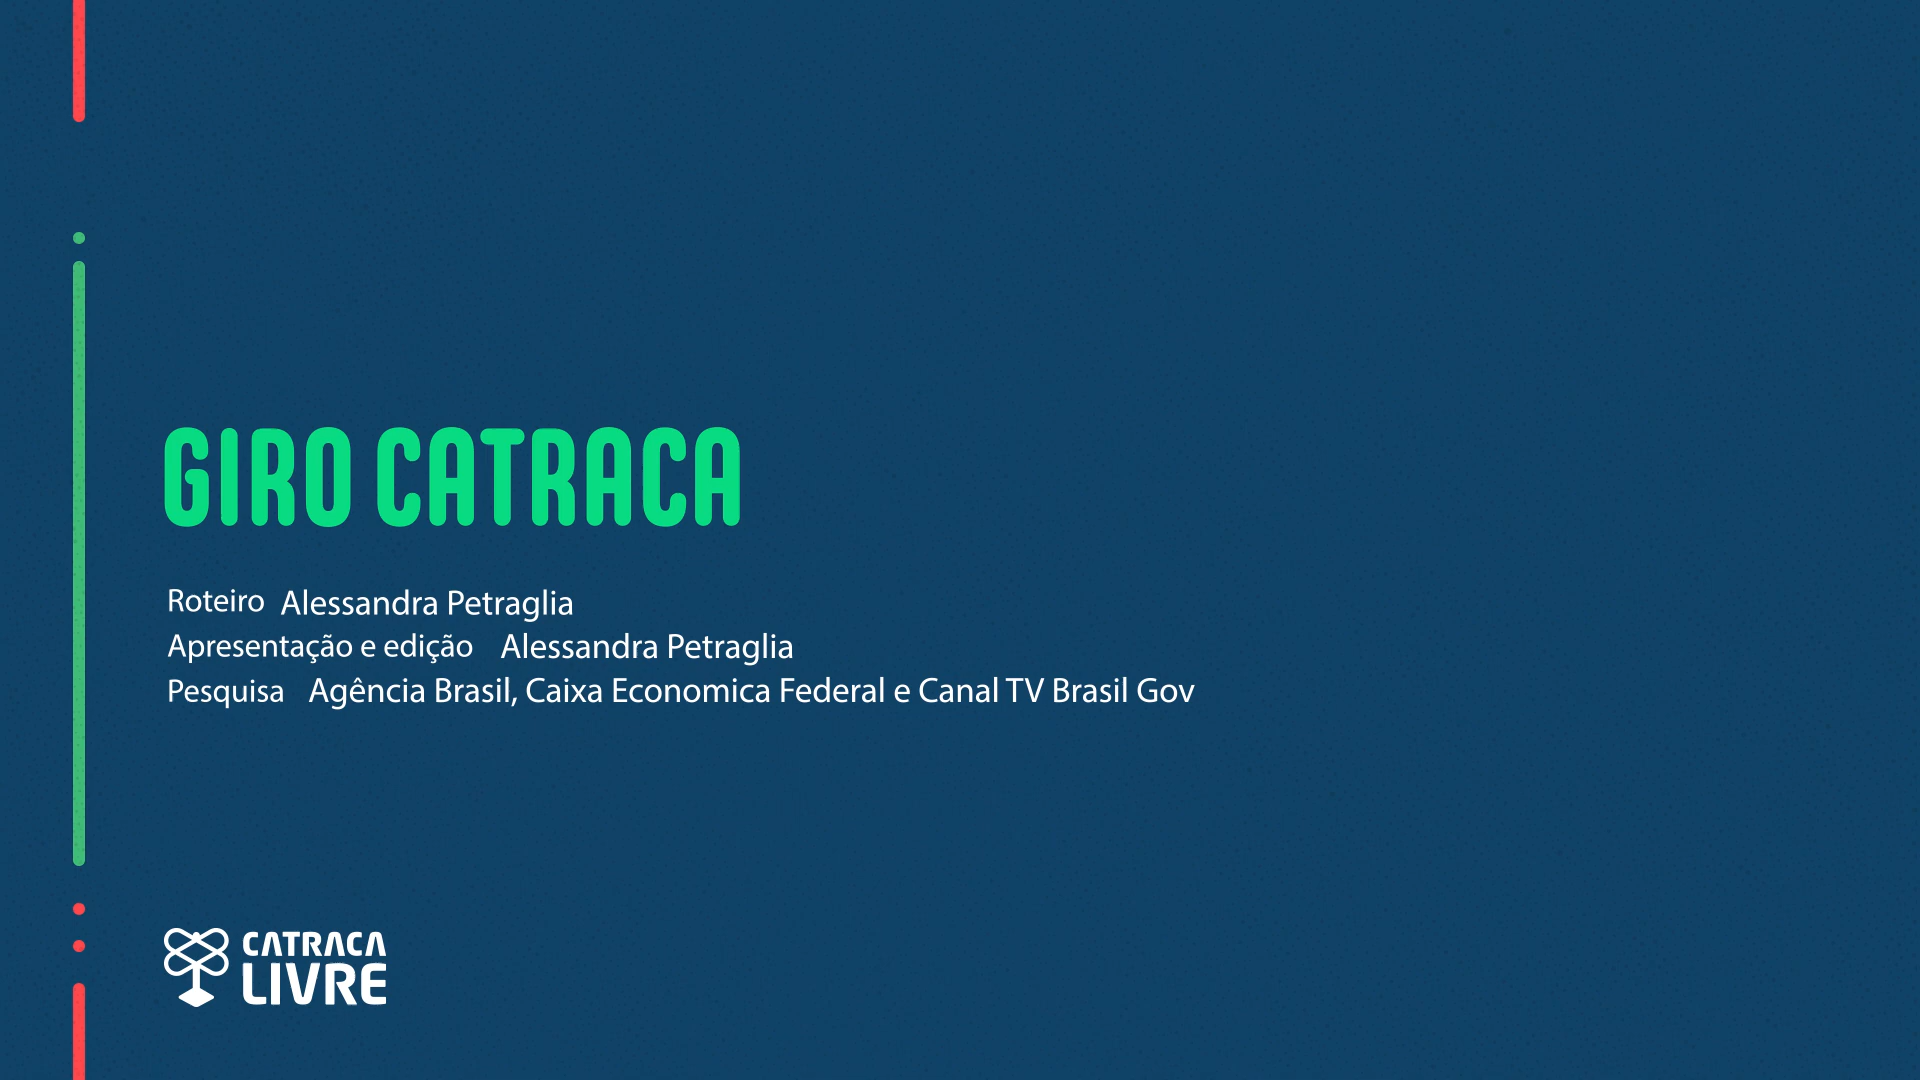 GIRO CATRACA
Roteiro Alessandra Petraglia
Apresentação e edição Alessandra Petraglia
Pesquisa Agência Brasil, Caixa Economica Federal e Canal TV Brasil Gov
CATRACA
LIVRE